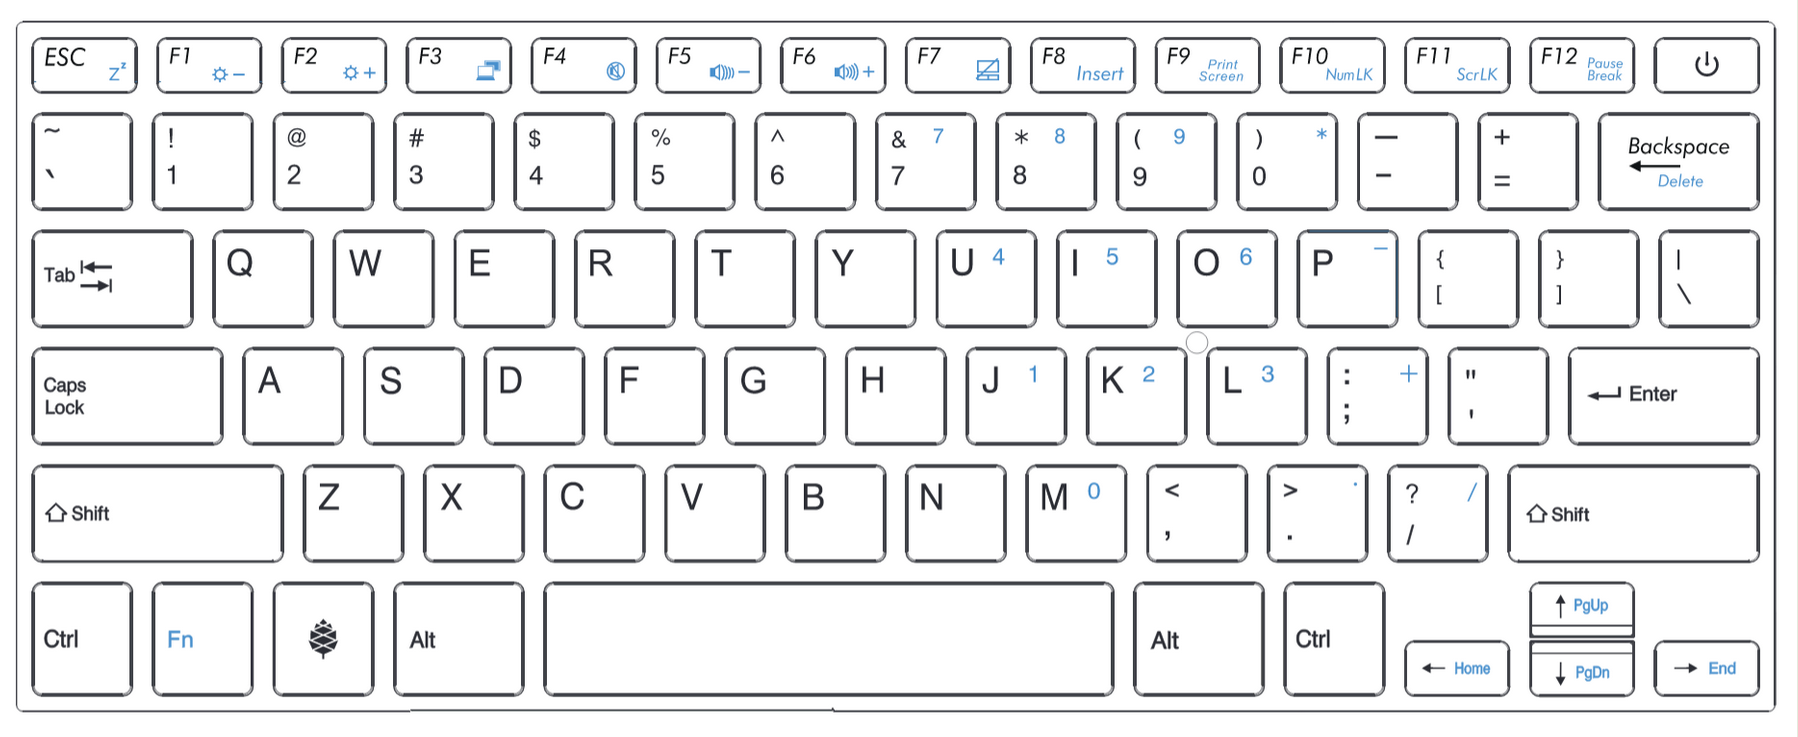 ESC Zz F1 − F2 + F3 F4 F5 − F6 + F7 F8 Insert F9 Print Screen F10 NumLK F11 ScrLK F12 Pause Break
~ ! @ # $ % ^ & 7 * 8 ( 9 ) * — + Backspace
` 1 2 3 4 5 6 7 8 9 0 - = Delete
Tab Q W E R T Y U 4 I 5 O 6 P − { } |
[ ] \
Caps A S D F G H J 1 K 2 L 3 : + " Enter
Lock ; '
Shift Z X C V B N M 0 < > . ? / Shift
, . /
Ctrl Fn Alt Alt Ctrl ↑ PgUp
← Home ↓ PgDn → End